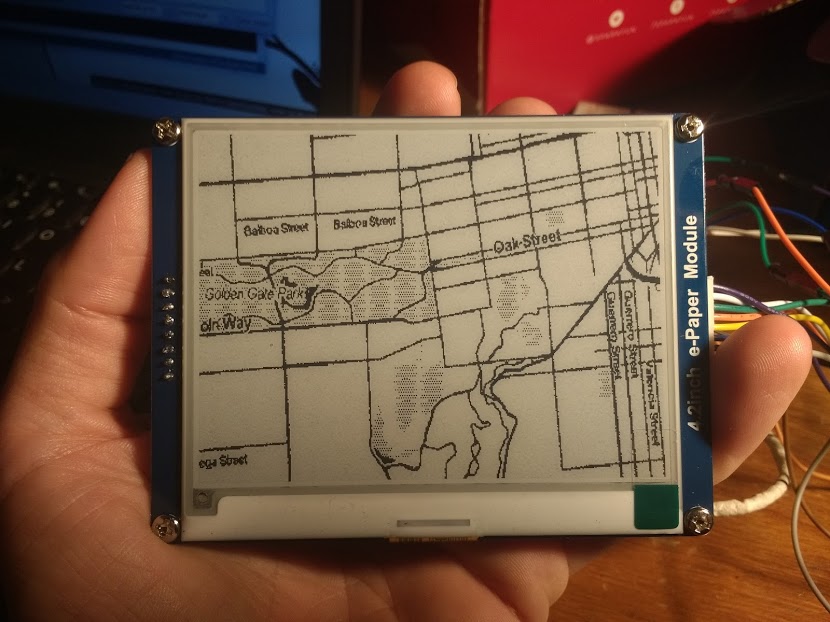 Balboa Street
Balboa Street
Oak Street
Golden Gate Park
oln Way
Guerrero Street
Guerrero Street
Valencia Street
ega Street
4.2inch e-Paper Module